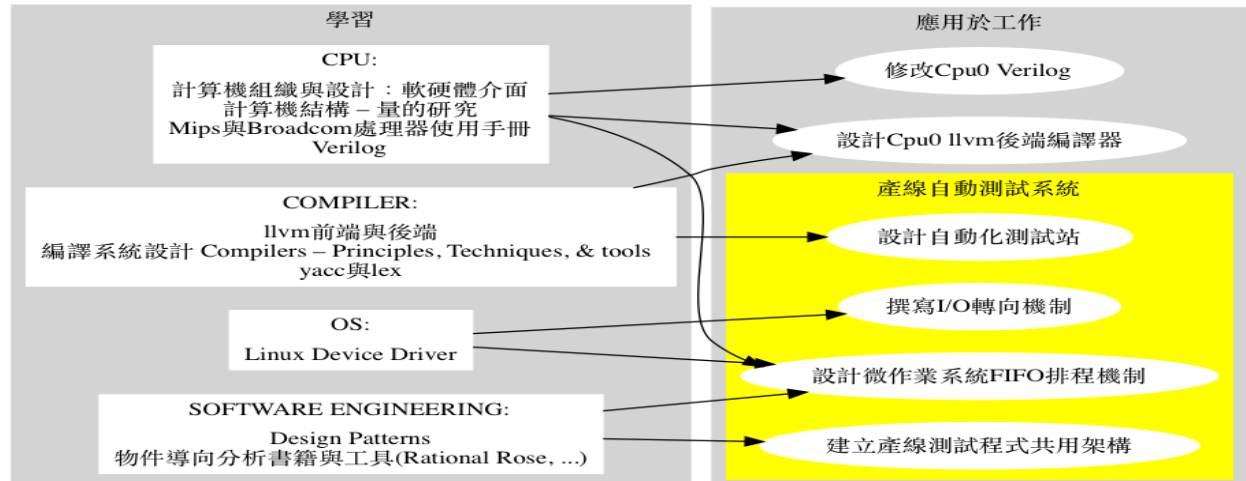 學習
CPU:
計算機組織與設計：軟硬體介面
計算機結構 – 量的研究
Mips與Broadcom處理器使用手冊
Verilog
COMPILER:
llvm前端與後端
編譯系統設計 Compilers – Principles, Techniques, & tools
yacc與lex
OS:
Linux Device Driver
SOFTWARE ENGINEERING:
Design Patterns
物件導向分析書籍與工具(Rational Rose, ...)
應用於工作
修改Cpu0 Verilog
設計Cpu0 llvm後端編譯器
產線自動測試系統
設計自動化測試站
撰寫I/O轉向機制
設計微作業系統FIFO排程機制
建立產線測試程式共用架構